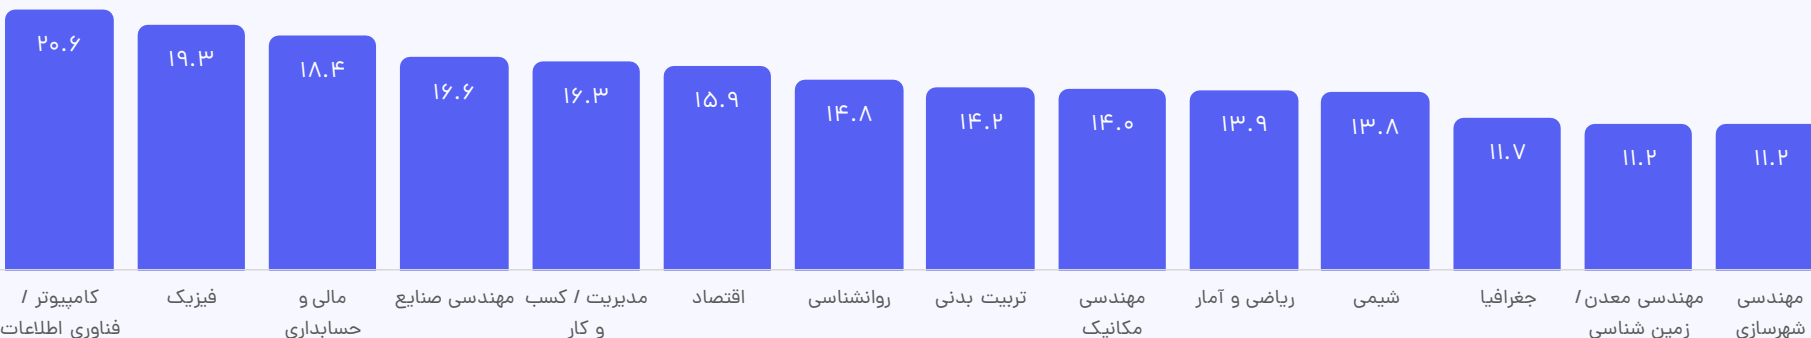 ۲۰.۶
۱۹.۳
۱۸.۴
۱۶.۶
۱۶.۳
۱۵.۹
۱۴.۸
۱۴.۲
۱۴.۰
۱۳.۹
۱۳.۸
۱۱.۷
۱۱.۲
۱۱.۲
کامپیوتر /
فناوری اطلاعات
فیزیک
مالی و
حسابداری
مهندسی صنایع
مدیریت / کسب
و کار
اقتصاد
روانشناسی
تربیت بدنی
مهندسی
مکانیک
ریاضی و آمار
شیمی
جغرافیا
مهندسی معدن/
زمین شناسی
مهندسی
شهرسازی